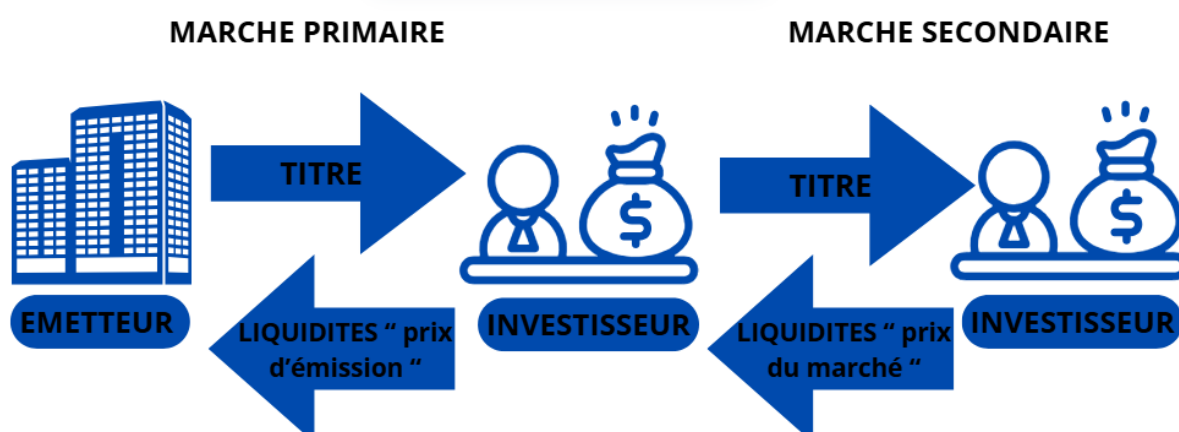 MARCHE PRIMAIRE
MARCHE SECONDAIRE
TITRE
TITRE
EMETTEUR
LIQUIDITES “ prix
d’émission “
INVESTISSEUR
LIQUIDITES “ prix
du marché “
INVESTISSEUR